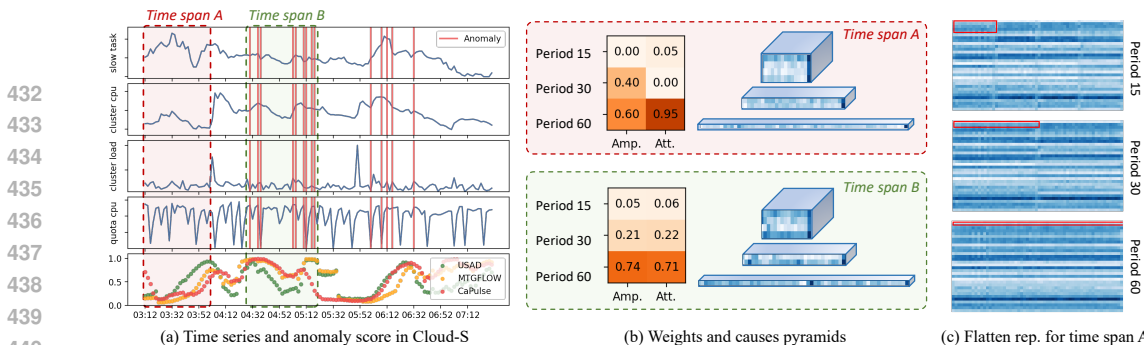 Time span A
Time span B
Anomaly
slow task
cluster cpu
cluster load
quota cpu
1.0
0.5
0.0
USAD
MTGFLOW
CaPulse
03:12 03:32 03:52 04:12 04:32 04:52 05:12 05:32 05:52 06:12 06:32 06:52 07:12
(a) Time series and anomaly score in Cloud-S
432
433
434
435
436
437
438
439
Time span A
Period 15
0.00 0.05
Period 30
0.40 0.00
Period 60
0.60 0.95
Amp. Att.
Time span B
Period 15
0.05 0.06
Period 30
0.21 0.22
Period 60
0.74 0.71
Amp. Att.
(b) Weights and causes pyramids
Period 15
Period 30
Period 60
(c) Flatten rep. for time span A